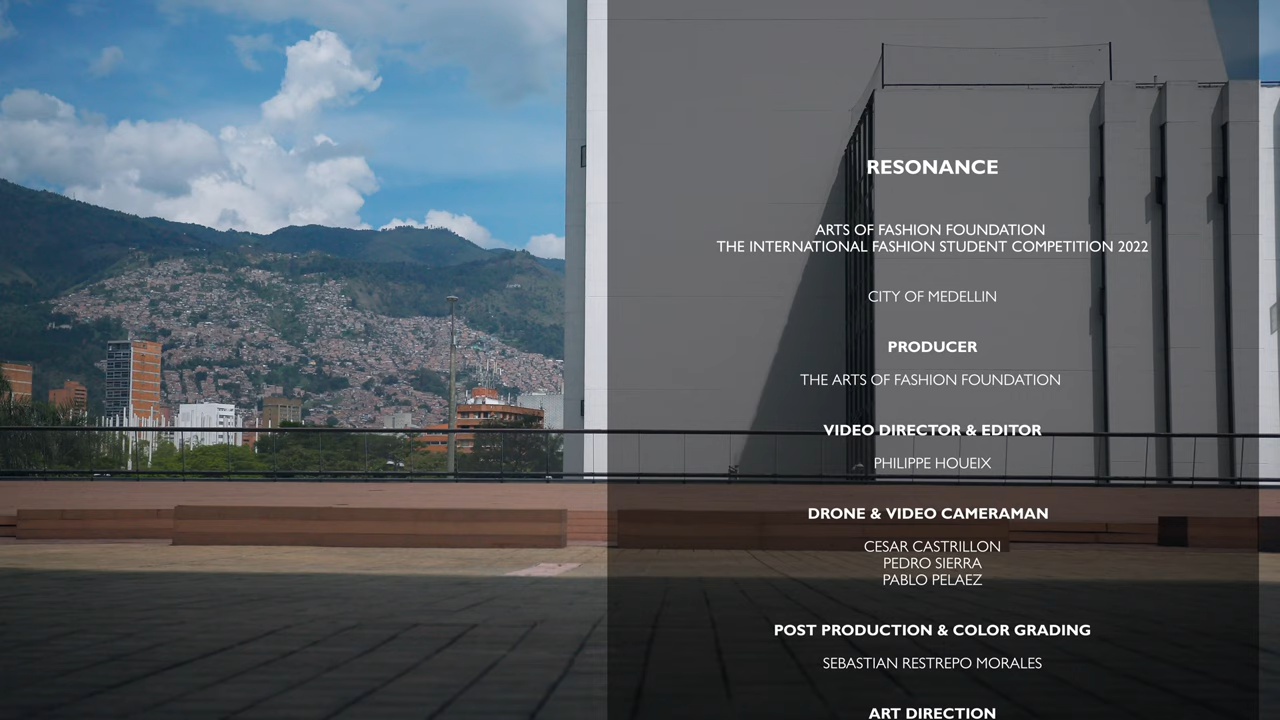 RESONANCE
ARTS OF FASHION FOUNDATION
THE INTERNATIONAL FASHION STUDENT COMPETITION 2022
CITY OF MEDELLIN
PRODUCER
THE ARTS OF FASHION FOUNDATION
VIDEO DIRECTOR & EDITOR
PHILIPPE HOUEIX
DRONE & VIDEO CAMERAMAN
CESAR CASTRILLON
PEDRO SIERRA
PABLO PELAEZ
POST PRODUCTION & COLOR GRADING
SEBASTIAN RESTREPO MORALES
ART DIRECTION